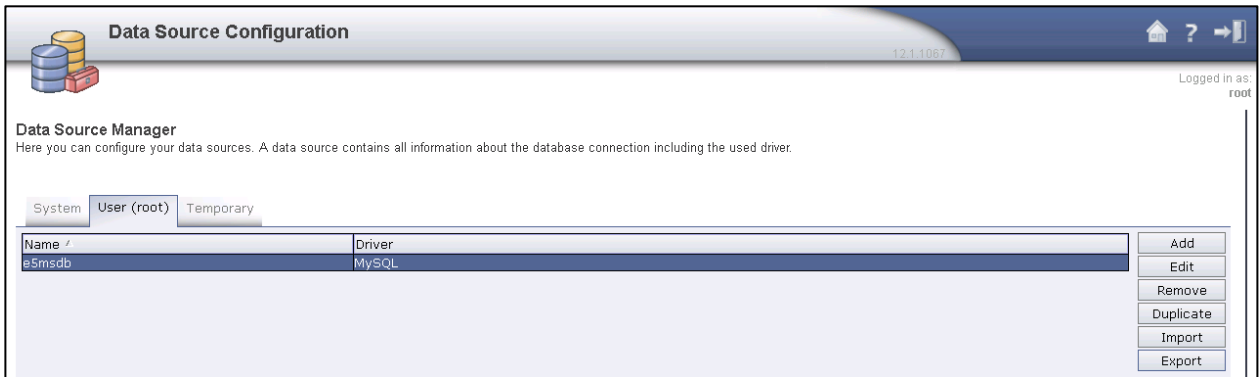 Data Source Configuration
12.1.1067
?
Logged in as:
root
Data Source Manager
Here you can configure your data sources. A data source contains all information about the database connection including the used driver.
System User (root) Temporary
Name Driver
e5msdb MySQL
Add
Edit
Remove
Duplicate
Import
Export